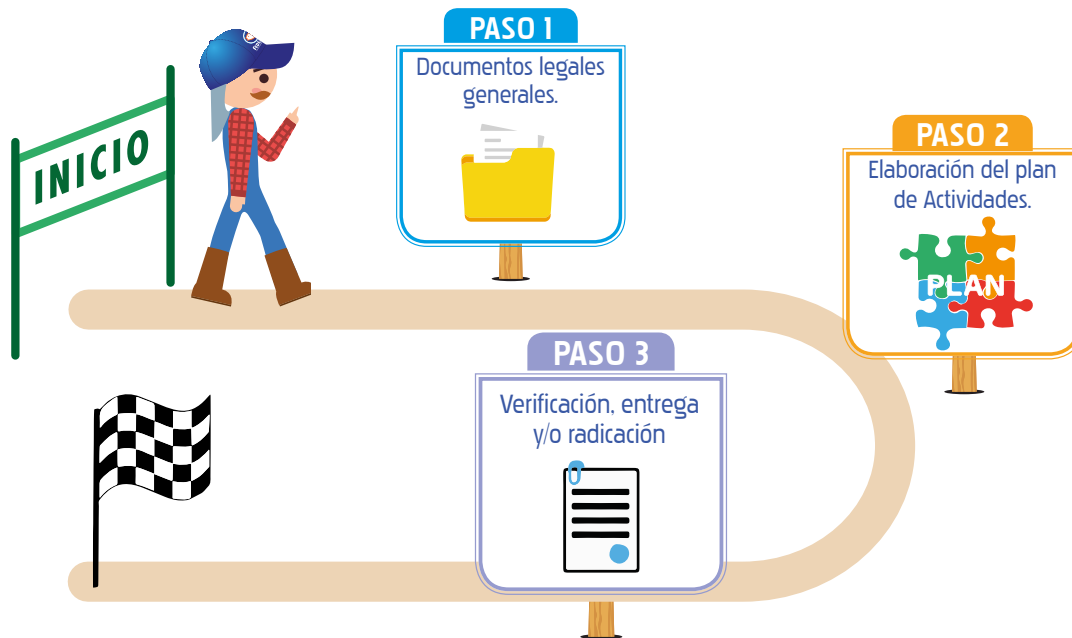 INICIO
PASO 1
Documentos legales
generales.
PASO 2
Elaboración del plan
de Actividades.
PLAN
PASO 3
Verificación, entrega
y/o radicación